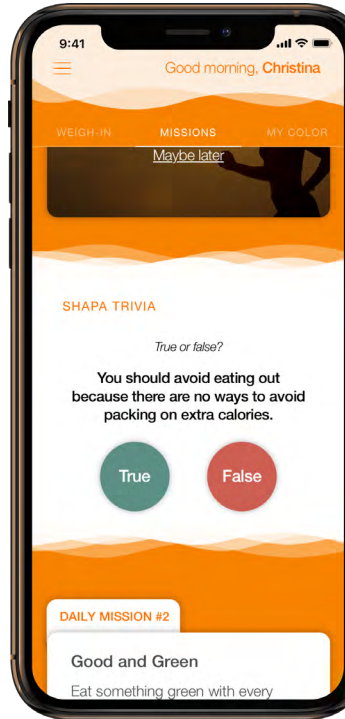 9:41
Good morning, Christina
WEIGH-IN MISSIONS MY COLOR
Maybe later
SHAPA TRIVIA
True or false?
You should avoid eating out
because there are no ways to avoid
packing on extra calories.
True False
DAILY MISSION #2
Good and Green
Eat something green with every